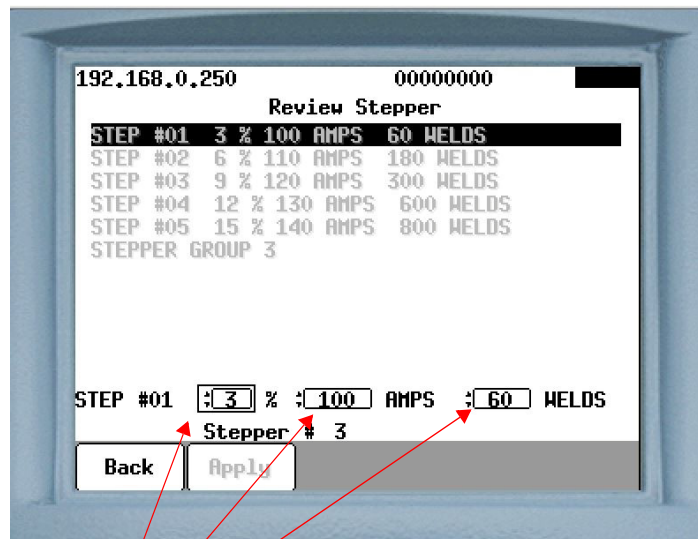 192.168.0.250 00000000
Review Stepper
STEP #01 3 % 100 AMPS 60 WELDS
STEP #02 6 % 110 AMPS 180 WELDS
STEP #03 9 % 120 AMPS 300 WELDS
STEP #04 12 % 130 AMPS 600 WELDS
STEP #05 15 % 140 AMPS 800 WELDS
STEPPER GROUP 3
STEP #01 3 % 100 AMPS 60 WELDS
Stepper # 3
Back Apply